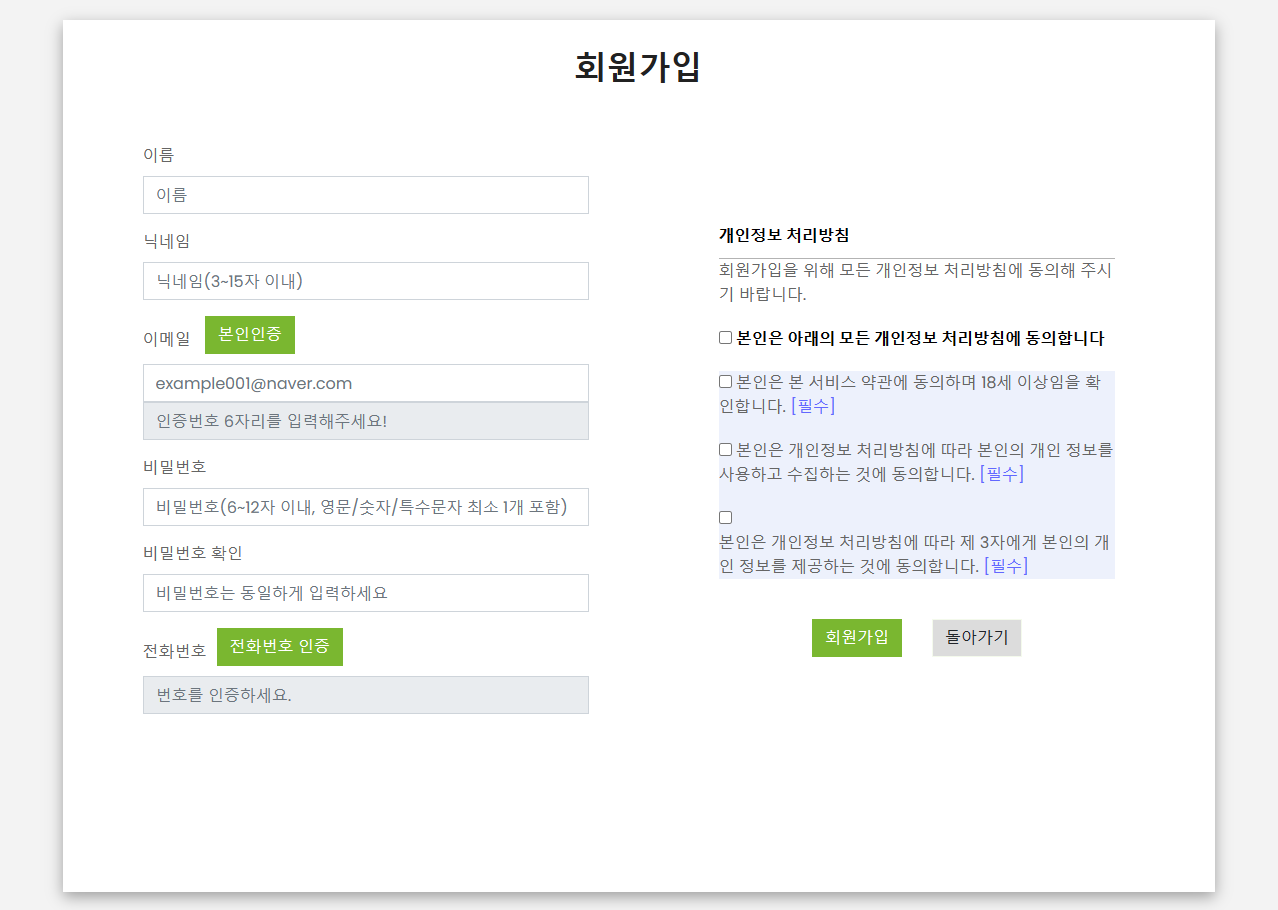 회원가입
이름
이름
닉네임
닉네임(3~15자 이내)
이메일 본인인증
example001@naver.com
인증번호 6자리를 입력해주세요!
비밀번호
비밀번호(6~12자 이내, 영문/숫자/특수문자 최소 1개 포함)
비밀번호 확인
비밀번호는 동일하게 입력하세요
전화번호 전화번호 인증
번호를 인증하세요.
개인정보 처리방침
회원가입을 위해 모든 개인정보 처리방침에 동의해 주시
기 바랍니다.
본인은 아래의 모든 개인정보 처리방침에 동의합니다
본인은 본 서비스 약관에 동의하며 18세 이상임을 확
인합니다. [필수]
본인은 개인정보 처리방침에 따라 본인의 개인 정보를
사용하고 수집하는 것에 동의합니다. [필수]
본인은 개인정보 처리방침에 따라 제 3자에게 본인의 개
인 정보를 제공하는 것에 동의합니다. [필수]
회원가입 돌아가기